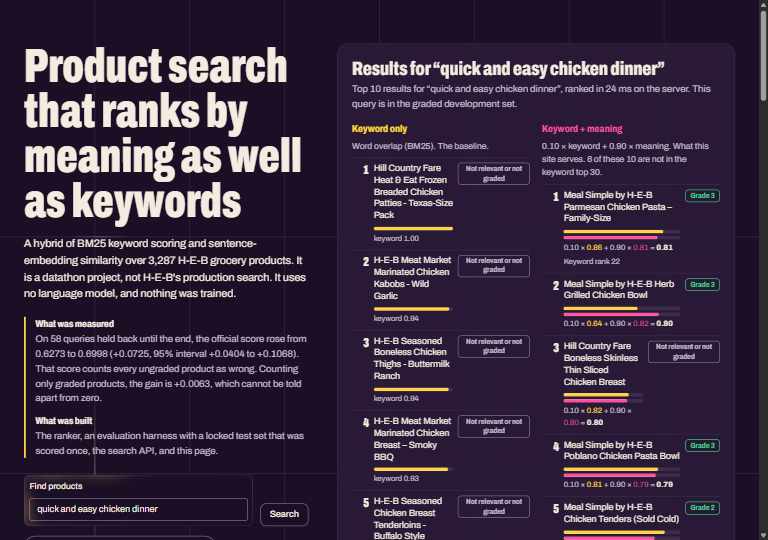 Product search
that ranks by
meaning as well
as keywords
A hybrid of BM25 keyword scoring and sentence-
embedding similarity over 3,287 H-E-B grocery products. It
is a datathon project, not H-E-B's production search. It uses
no language model, and nothing was trained.
What was measured
On 58 queries held back until the end, the official score rose from
0.6273 to 0.6998 (+0.0725, 95% interval +0.0404 to +0.1068).
That score counts every ungraded product as wrong. Counting
only graded products, the gain is +0.0063, which cannot be told
apart from zero.
What was built
The ranker, an evaluation harness with a locked test set that was
scored once, the search API, and this page.
Find products
quick and easy chicken dinner
Search
Results for “quick and easy chicken dinner”
Top 10 results for “quick and easy chicken dinner”, ranked in 24 ms on the server. This
query is in the graded development set.
Keyword only
Word overlap (BM25). The baseline.
1 Hill Country Fare
Heat & Eat Frozen
Breaded Chicken
Patties - Texas-Size
Pack
Not relevant or not
graded
keyword 1.00
2 H-E-B Meat Market
Marinated Chicken
Kabobs - Wild
Garlic
Not relevant or not
graded
keyword 0.94
3 H-E-B Seasoned
Boneless Chicken
Thighs - Buttermilk
Ranch
Not relevant or not
graded
keyword 0.94
4 H-E-B Meat Market
Marinated Chicken
Breast – Smoky
BBQ
Not relevant or not
graded
keyword 0.93
5 H-E-B Seasoned
Chicken Breast
Tenderloins -
Buffalo Style
Not relevant or not
graded
Keyword + meaning
0.10 × keyword + 0.90 × meaning. What this
site serves. 6 of these 10 are not in the
keyword top 30.
1 Meal Simple by H-E-B
Parmesan Chicken Pasta –
Family-Size
Grade 3
0.10 × 0.86 + 0.90 × 0.81 = 0.81
Keyword rank 22
2 Meal Simple by H-E-B Herb
Grilled Chicken Bowl
Grade 3
0.10 × 0.64 + 0.90 × 0.82 = 0.80
3 Hill Country Fare
Boneless Skinless
Thin Sliced
Chicken Breast
Not relevant or not
graded
0.10 × 0.82 + 0.90 ×
0.80 = 0.80
4 Meal Simple by H-E-B
Poblano Chicken Pasta Bowl
Grade 3
0.10 × 0.81 + 0.90 × 0.79 = 0.79
5 Meal Simple by H-E-B
Chicken Tenders (Sold Cold)
Grade 2